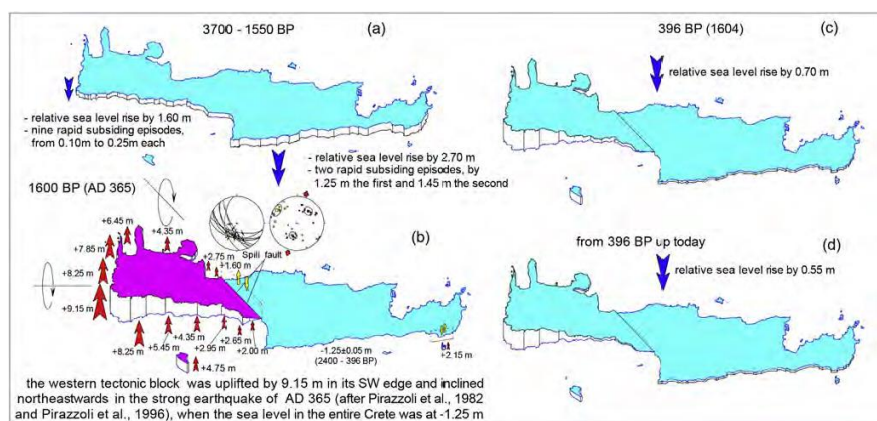 3700 - 1550 BP
(a)
- relative sea level rise by 1.60 m
- nine rapid subsiding episodes,
from 0.10m to 0.25m each
- relative sea level rise by 2.70 m
- two rapid subsiding episodes, by
1.25 m the first and 1.45 m the second
1600 BP (AD 365)
(b)
+6.45 m
+4.35 m
+7.85 m
+2.75 m
Spili fault
+1.60 m
+8.25 m
+9.15 m
+4.35 m
+2.95 m
+2.65 m
+2.00 m
+5.45 m
+8.25 m
+4.75 m
-1.25±0.05 m
(2400 - 396 BP)
+2.15 m
the western tectonic block was uplifted by 9.15 m in its SW edge and inclined
northeastwards in the strong earthquake of AD 365 (after Pirazzoli et al., 1982
and Pirazzoli et al., 1996), when the sea level in the entire Crete was at -1.25 m
396 BP (1604)
(c)
relative sea level rise by 0.70 m
from 396 BP up today
(d)
relative sea level rise by 0.55 m